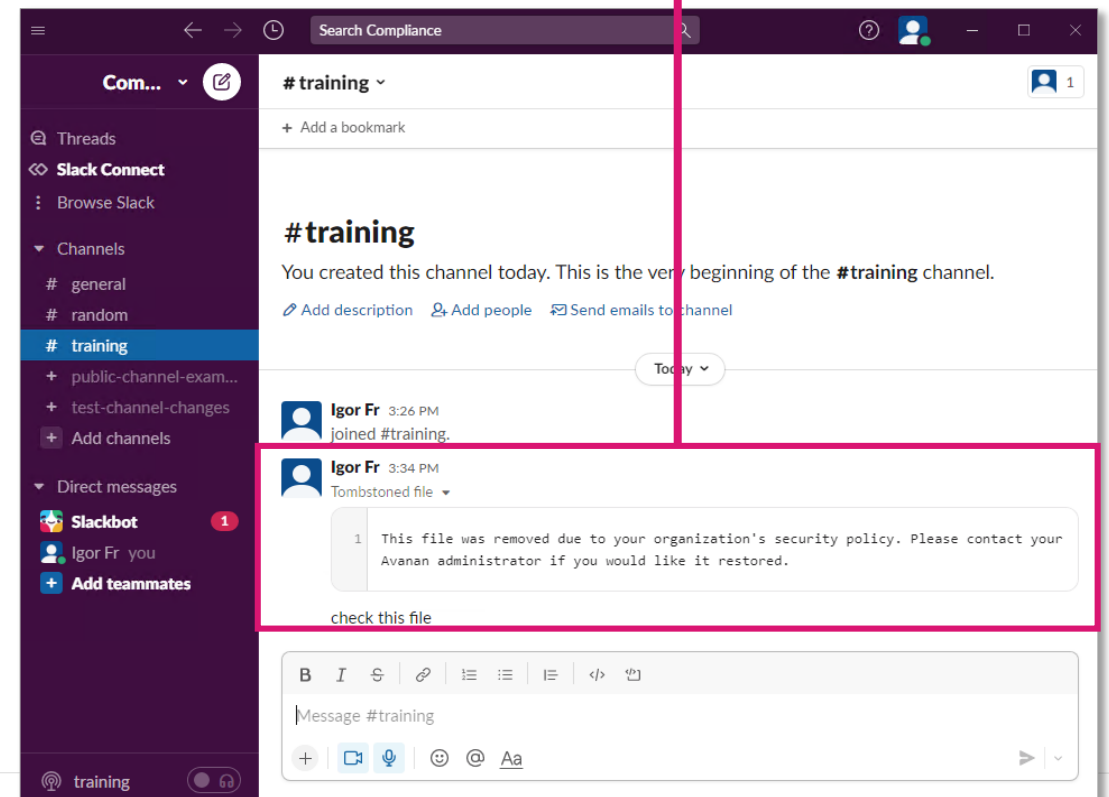 Search Compliance
Com...
# training
1
+ Add a bookmark
Threads
Slack Connect
Browse Slack
Channels
# general
# random
# training
+ public-channel-exam...
+ test-channel-changes
+ Add channels
Direct messages
Slackbot 1
Igor Fr you
+ Add teammates
training
#training
You created this channel today. This is the very beginning of the #training channel.
Add description Add people Send emails to channel
Today
Igor Fr 3:26 PM
joined #training.
Igor Fr 3:34 PM
Tombstoned file
1 This file was removed due to your organization's security policy. Please contact your
Avanan administrator if you would like it restored.
check this file
B I S
Message #training
+ @ Aa